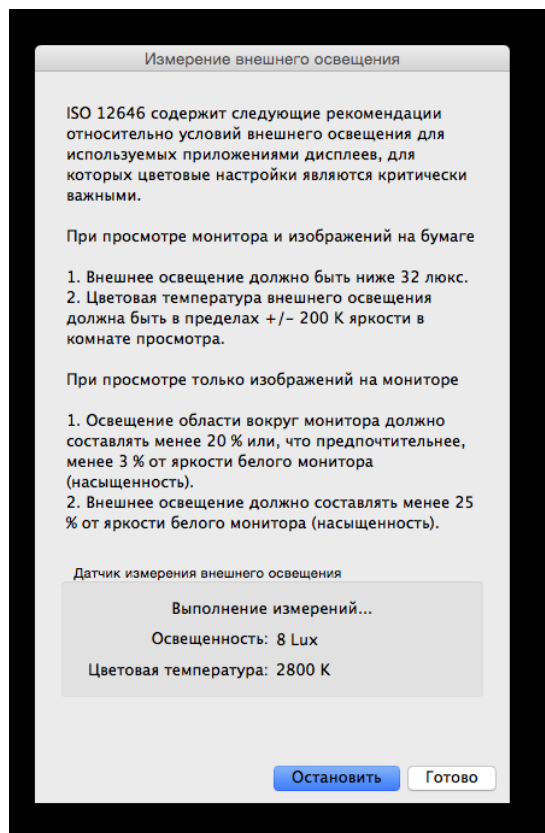 Измерение внешнего освещения
ISO 12646 содержит следующие рекомендации
относительно условий внешнего освещения для
используемых приложениями дисплеев, для
которых цветовые настройки являются критически
важными.
При просмотре монитора и изображений на бумаге
1. Внешнее освещение должно быть ниже 32 люкс.
2. Цветовая температура внешнего освещения
должна быть в пределах +/- 200 K яркости в
комнате просмотра.
При просмотре только изображений на мониторе
1. Освещение области вокруг монитора должно
составлять менее 20 % или, что предпочтительнее,
менее 3 % от яркости белого монитора
(насыщенность).
2. Внешнее освещение должно составлять менее 25
% от яркости белого монитора (насыщенность).
Датчик измерения внешнего освещения
Выполнение измерений...
Освещенность: 8 Lux
Цветовая температура: 2800 K
Остановить Готово